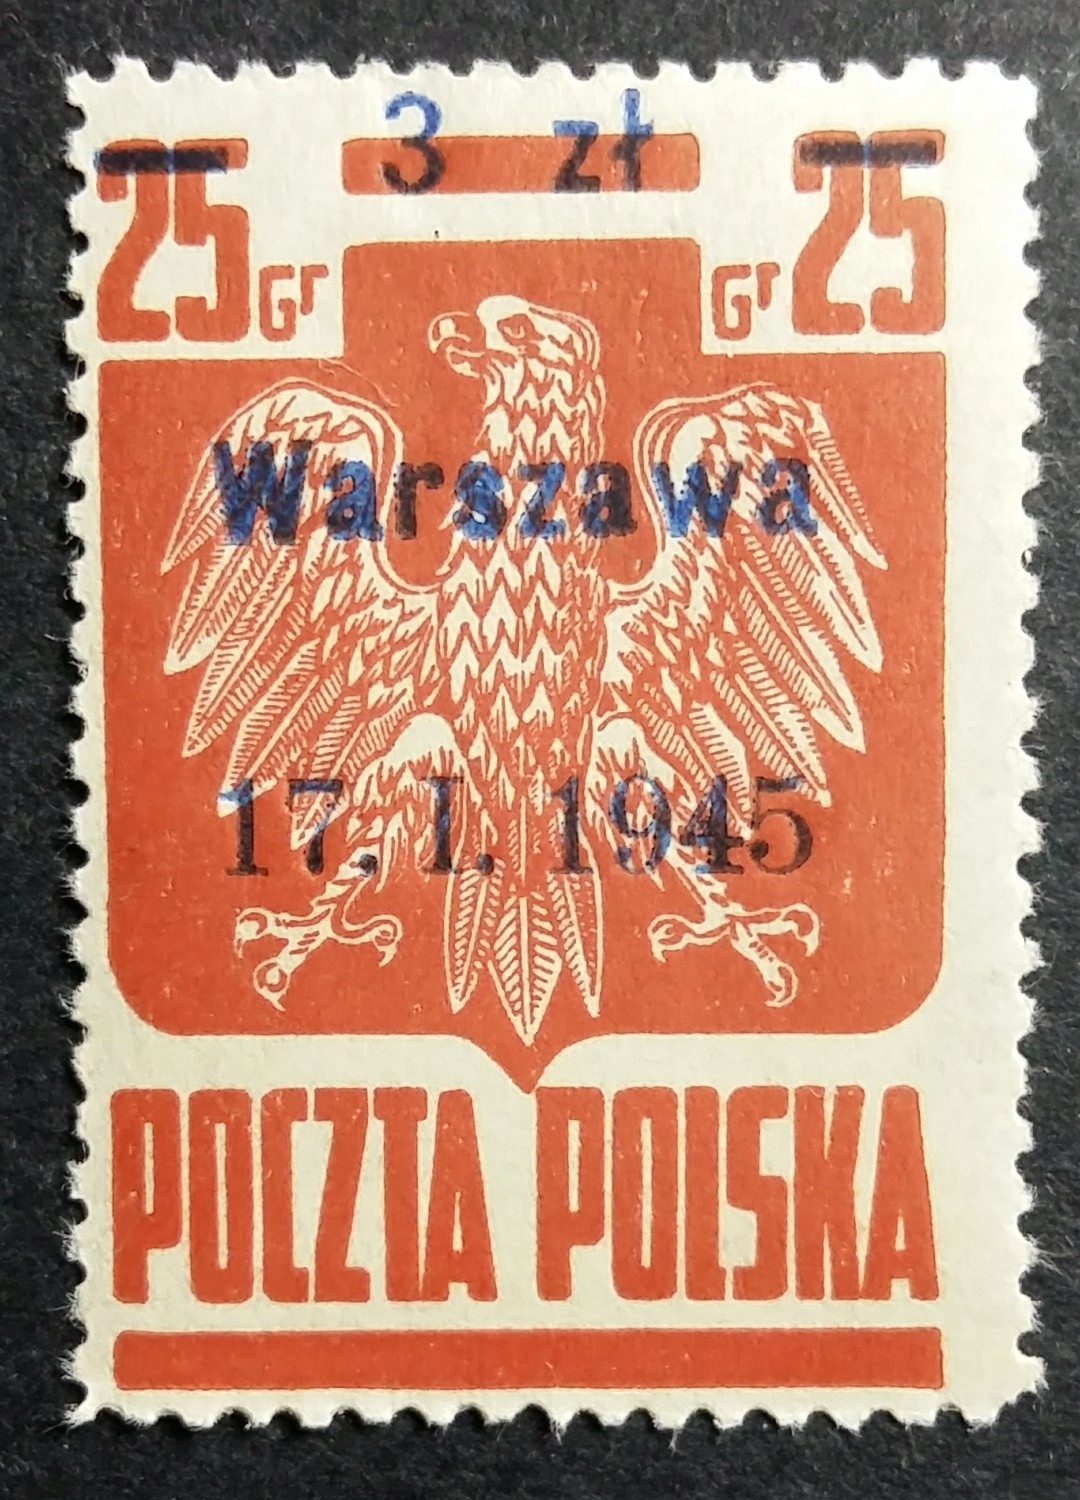 3 zł
25 Gr Gr 25
Warszawa
17. I. 1945
POCZTA POLSKA